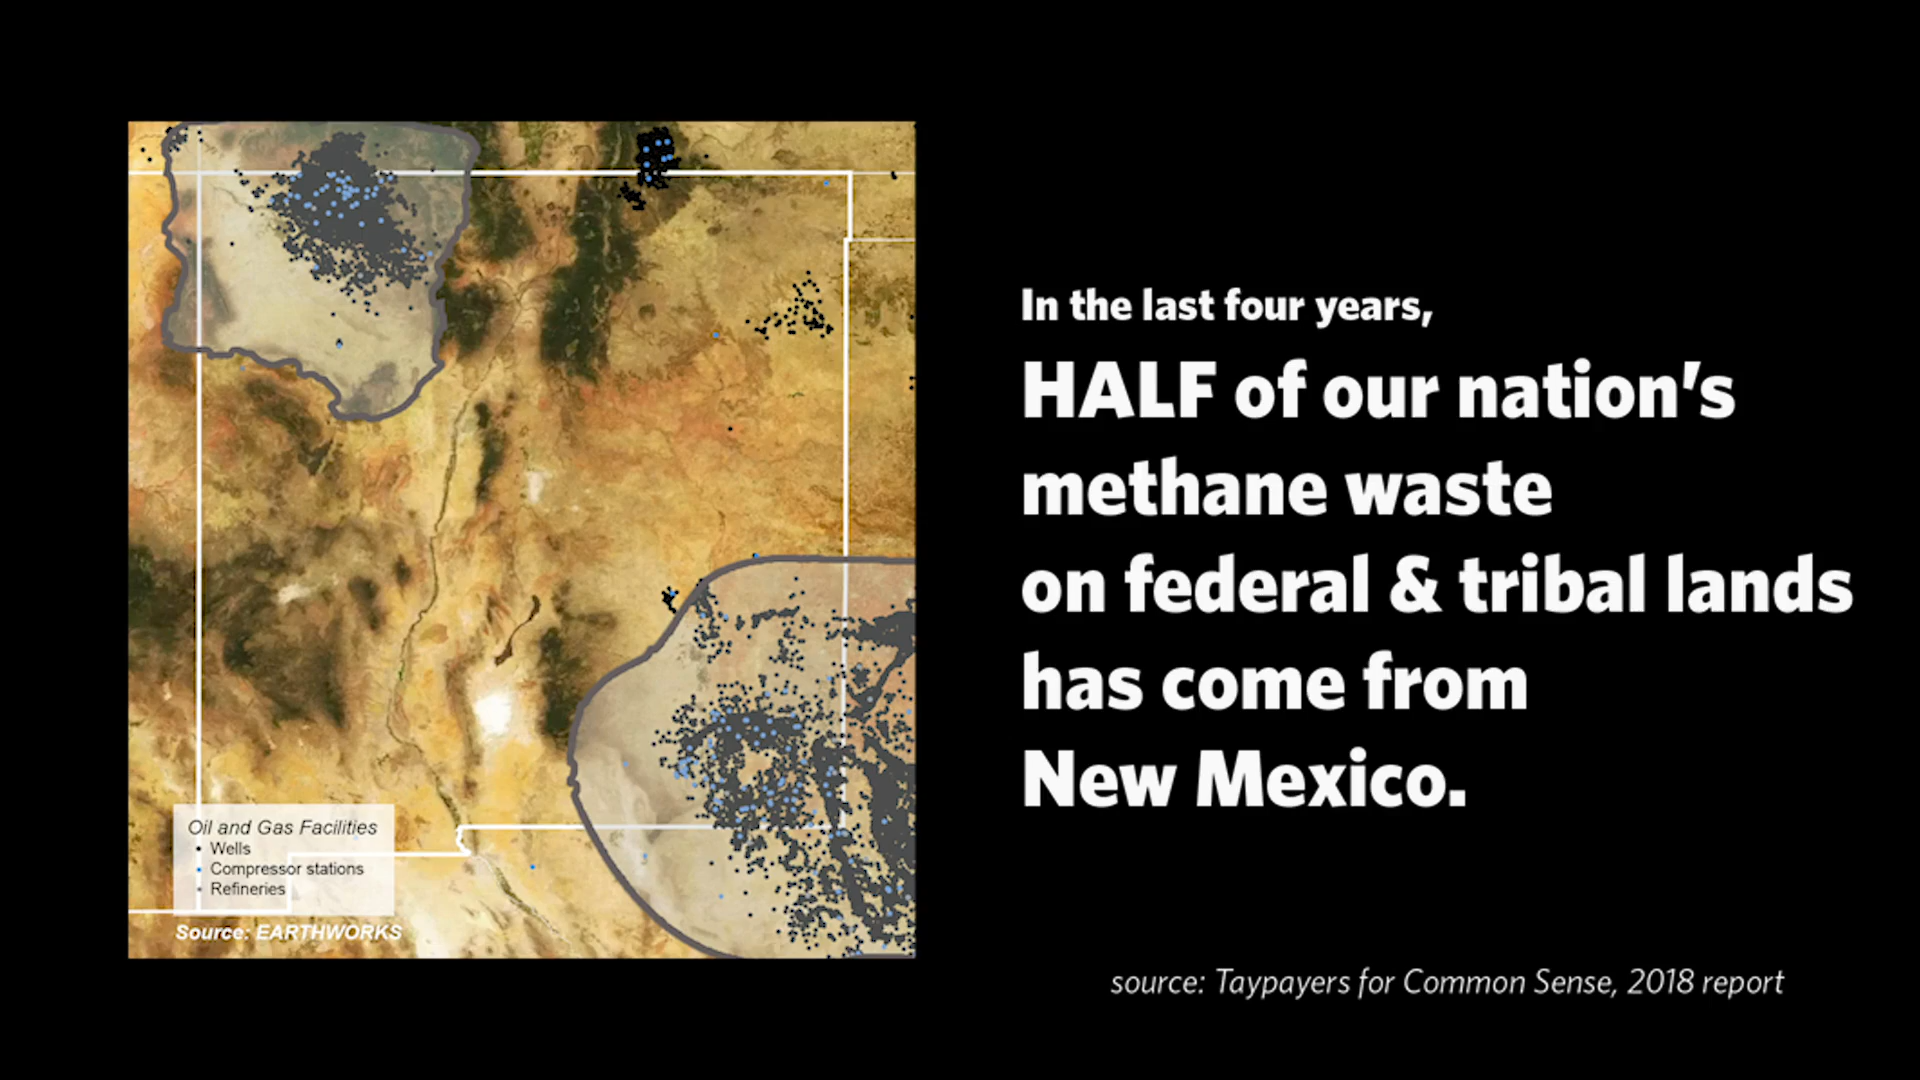 In the last four years,
HALF of our nation's
methane waste
on federal & tribal lands
has come from
New Mexico.
Oil and Gas Facilities
Wells
Compressor stations
Refineries
Source: EARTHWORKS
source: Taypayers for Common Sense, 2018 report